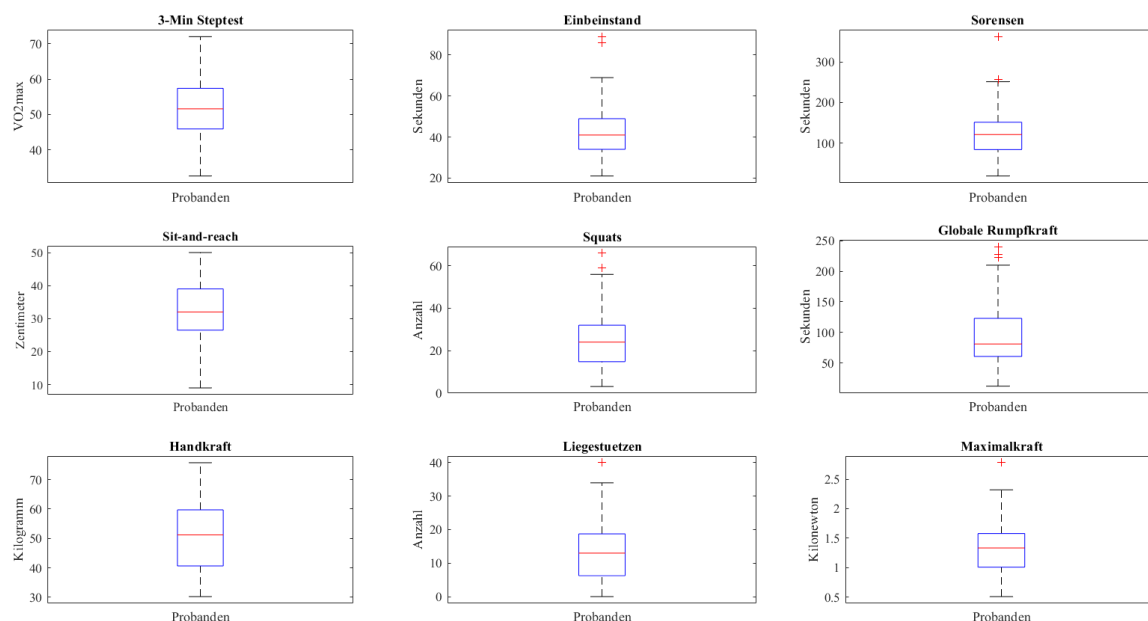 3-Min Steptest
70
60
50
40
VO2max
Probanden
Einbeinstand
80
60
40
20
Sekunden
Probanden
Sorensen
300
200
100
Sekunden
Probanden
Sit-and-reach
50
40
30
20
10
Zentimeter
Probanden
Squats
60
40
20
0
Anzahl
Probanden
Globale Rumpfkraft
250
200
150
100
50
Sekunden
Probanden
Handkraft
70
60
50
40
30
Kilogramm
Probanden
Liegestuetzen
40
30
20
10
0
Anzahl
Probanden
Maximalkraft
2.5
2
1.5
1
0.5
Kilonewton
Probanden